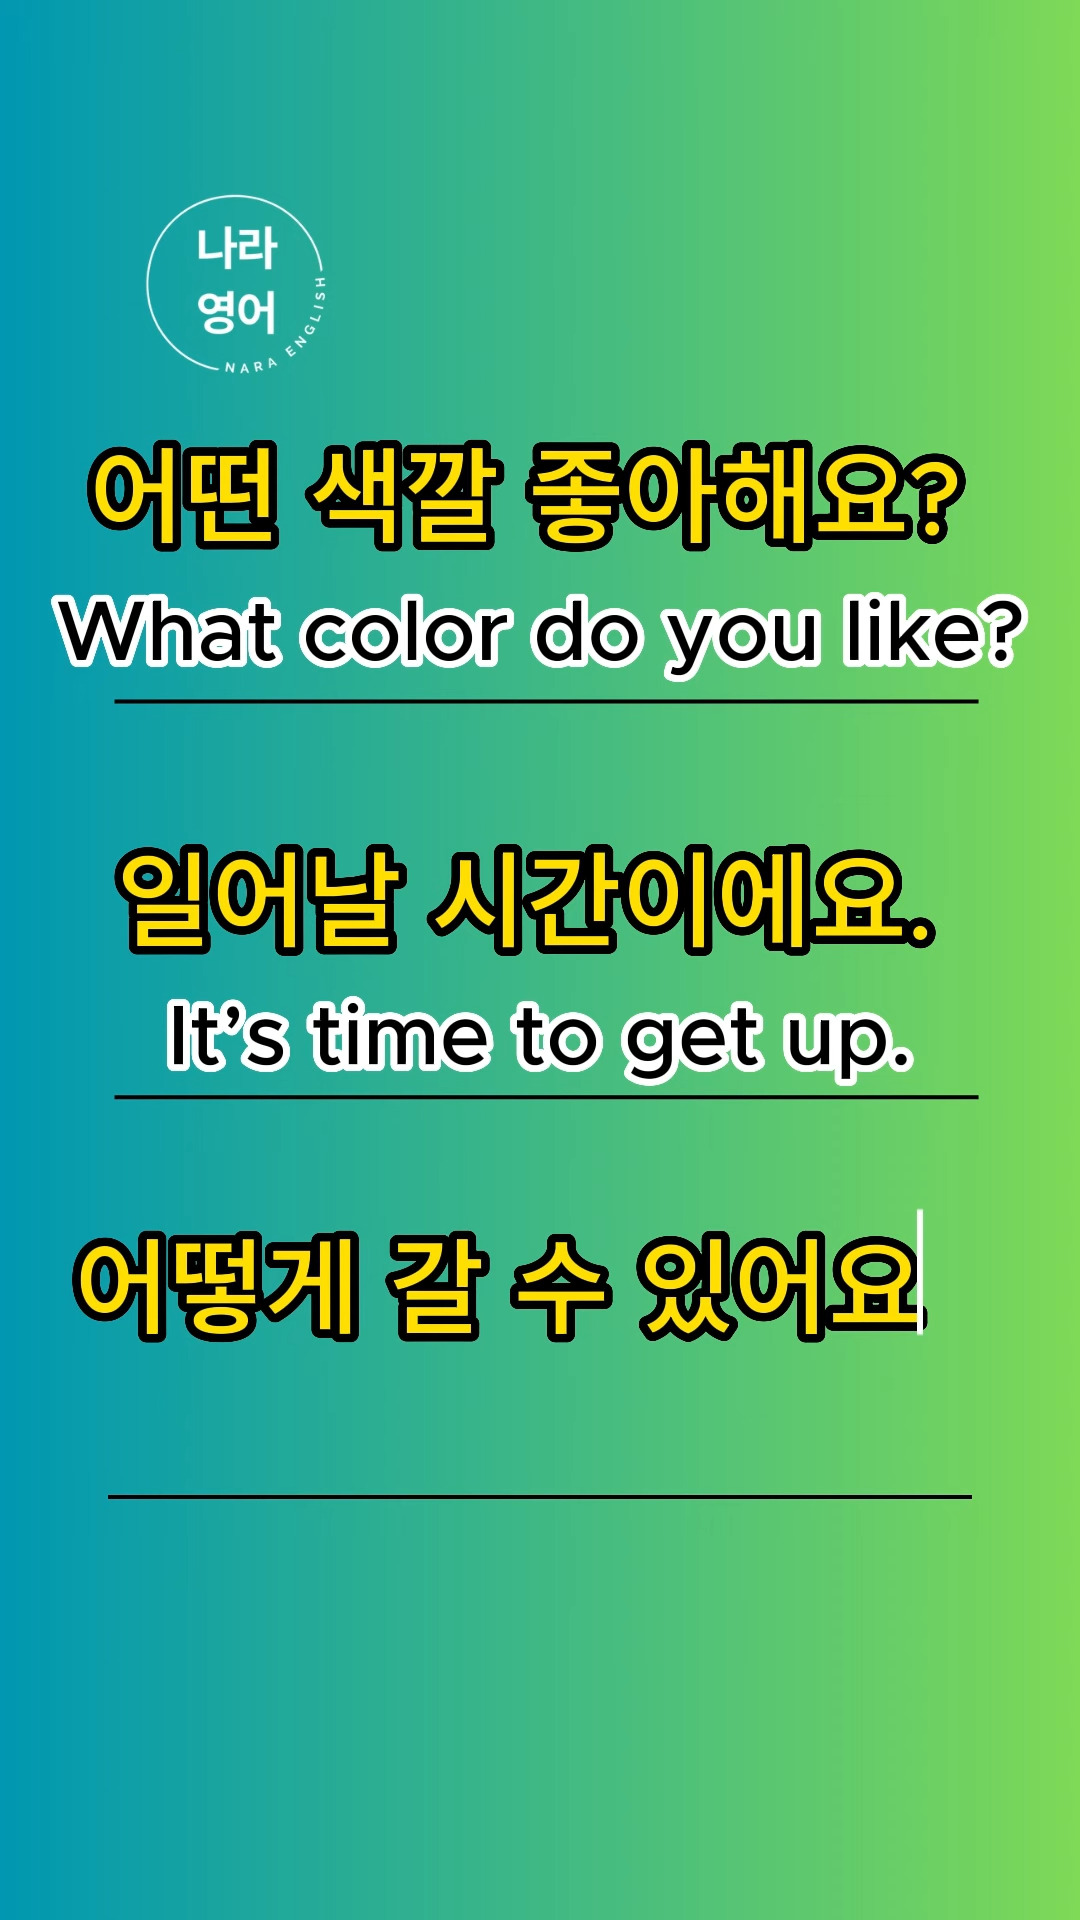 나라
영어
NARA ENGLISH
어떤 색깔 좋아해요?
What color do you like?
일어날 시간이에요.
It’s time to get up.
어떻게 갈 수 있어요